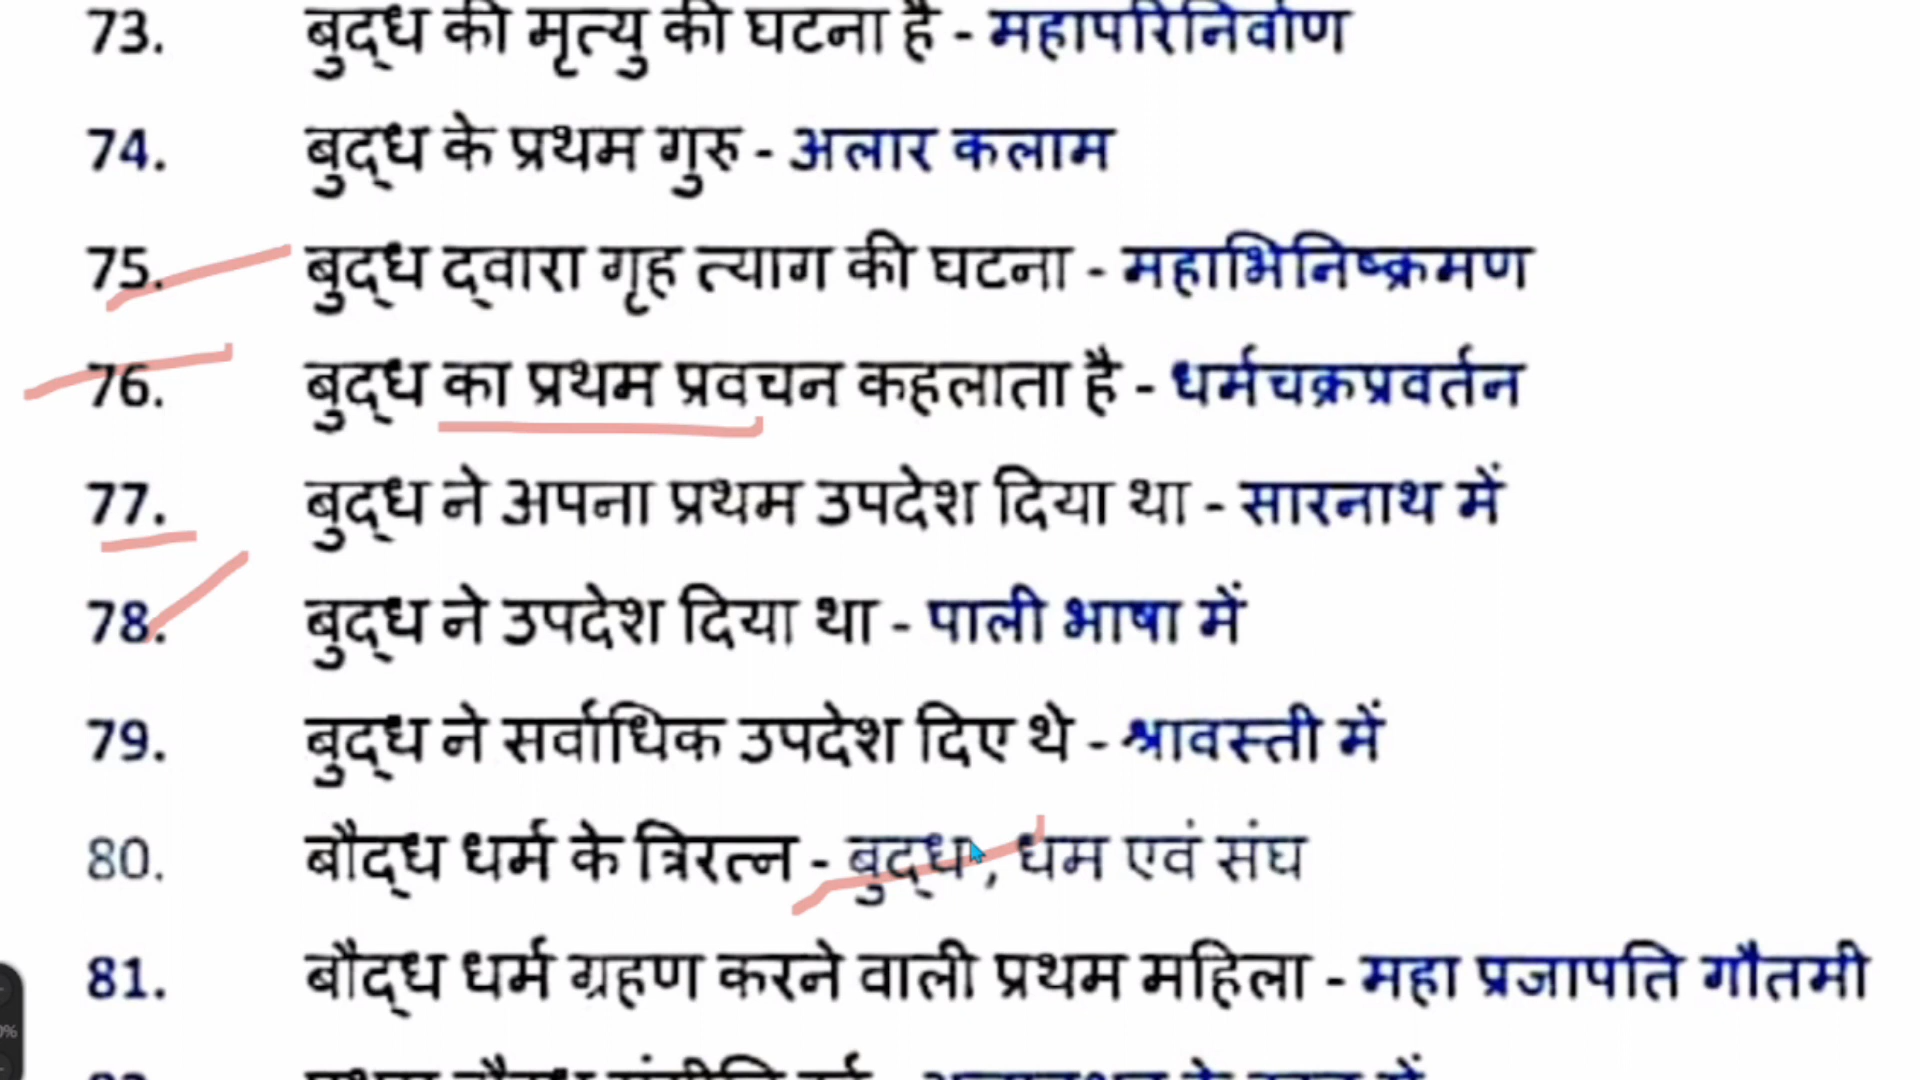 73. बुद्ध की मृत्यु की घटना है - महापरिनिर्वाण
74. बुद्ध के प्रथम गुरु - अलार कलाम
75. बुद्ध द्वारा गृह त्याग की घटना - महाभिनिष्क्रमण
76. बुद्ध का प्रथम प्रवचन कहलाता है - धर्मचक्रप्रवर्तन
77. बुद्ध ने अपना प्रथम उपदेश दिया था - सारनाथ में
78. बुद्ध ने उपदेश दिया था - पाली भाषा में
79. बुद्ध ने सर्वाधिक उपदेश दिए थे - श्रावस्ती में
80. बौद्ध धर्म के त्रिरत्न - बुद्ध , धम एवं संघ
81. बौद्ध धर्म ग्रहण करने वाली प्रथम महिला - महा प्रजापति गौतमी